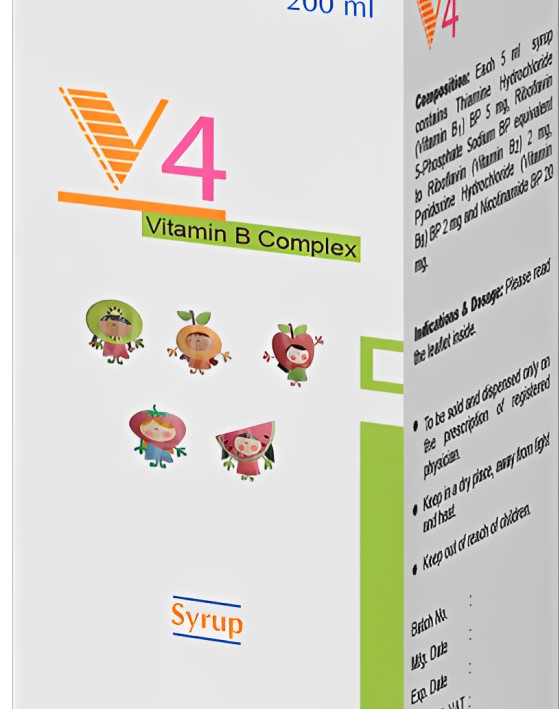 200 ml
V4
Vitamin B Complex
Syrup
V4
Composition: Each 5 ml syrup
contains Thiamine Hydrochloride
(Vitamin B₁) BP 5 mg, Riboflavin
5-Phosphate Sodium BP equivalent
to Riboflavin (Vitamin B₂) 2 mg,
Pyridoxine Hydrochloride (Vitamin
B₆) BP 2 mg and Nicotinamide BP 20
mg.
Indications & Dosage: Please read
the leaflet inside.
• To be sold and dispensed only on
the prescription of registered
physician.
• Keep in a dry place, away from light
and heat.
• Keep out of reach of children.
Batch No. :
Mfg. Date :
Exp. Date :
VAT :